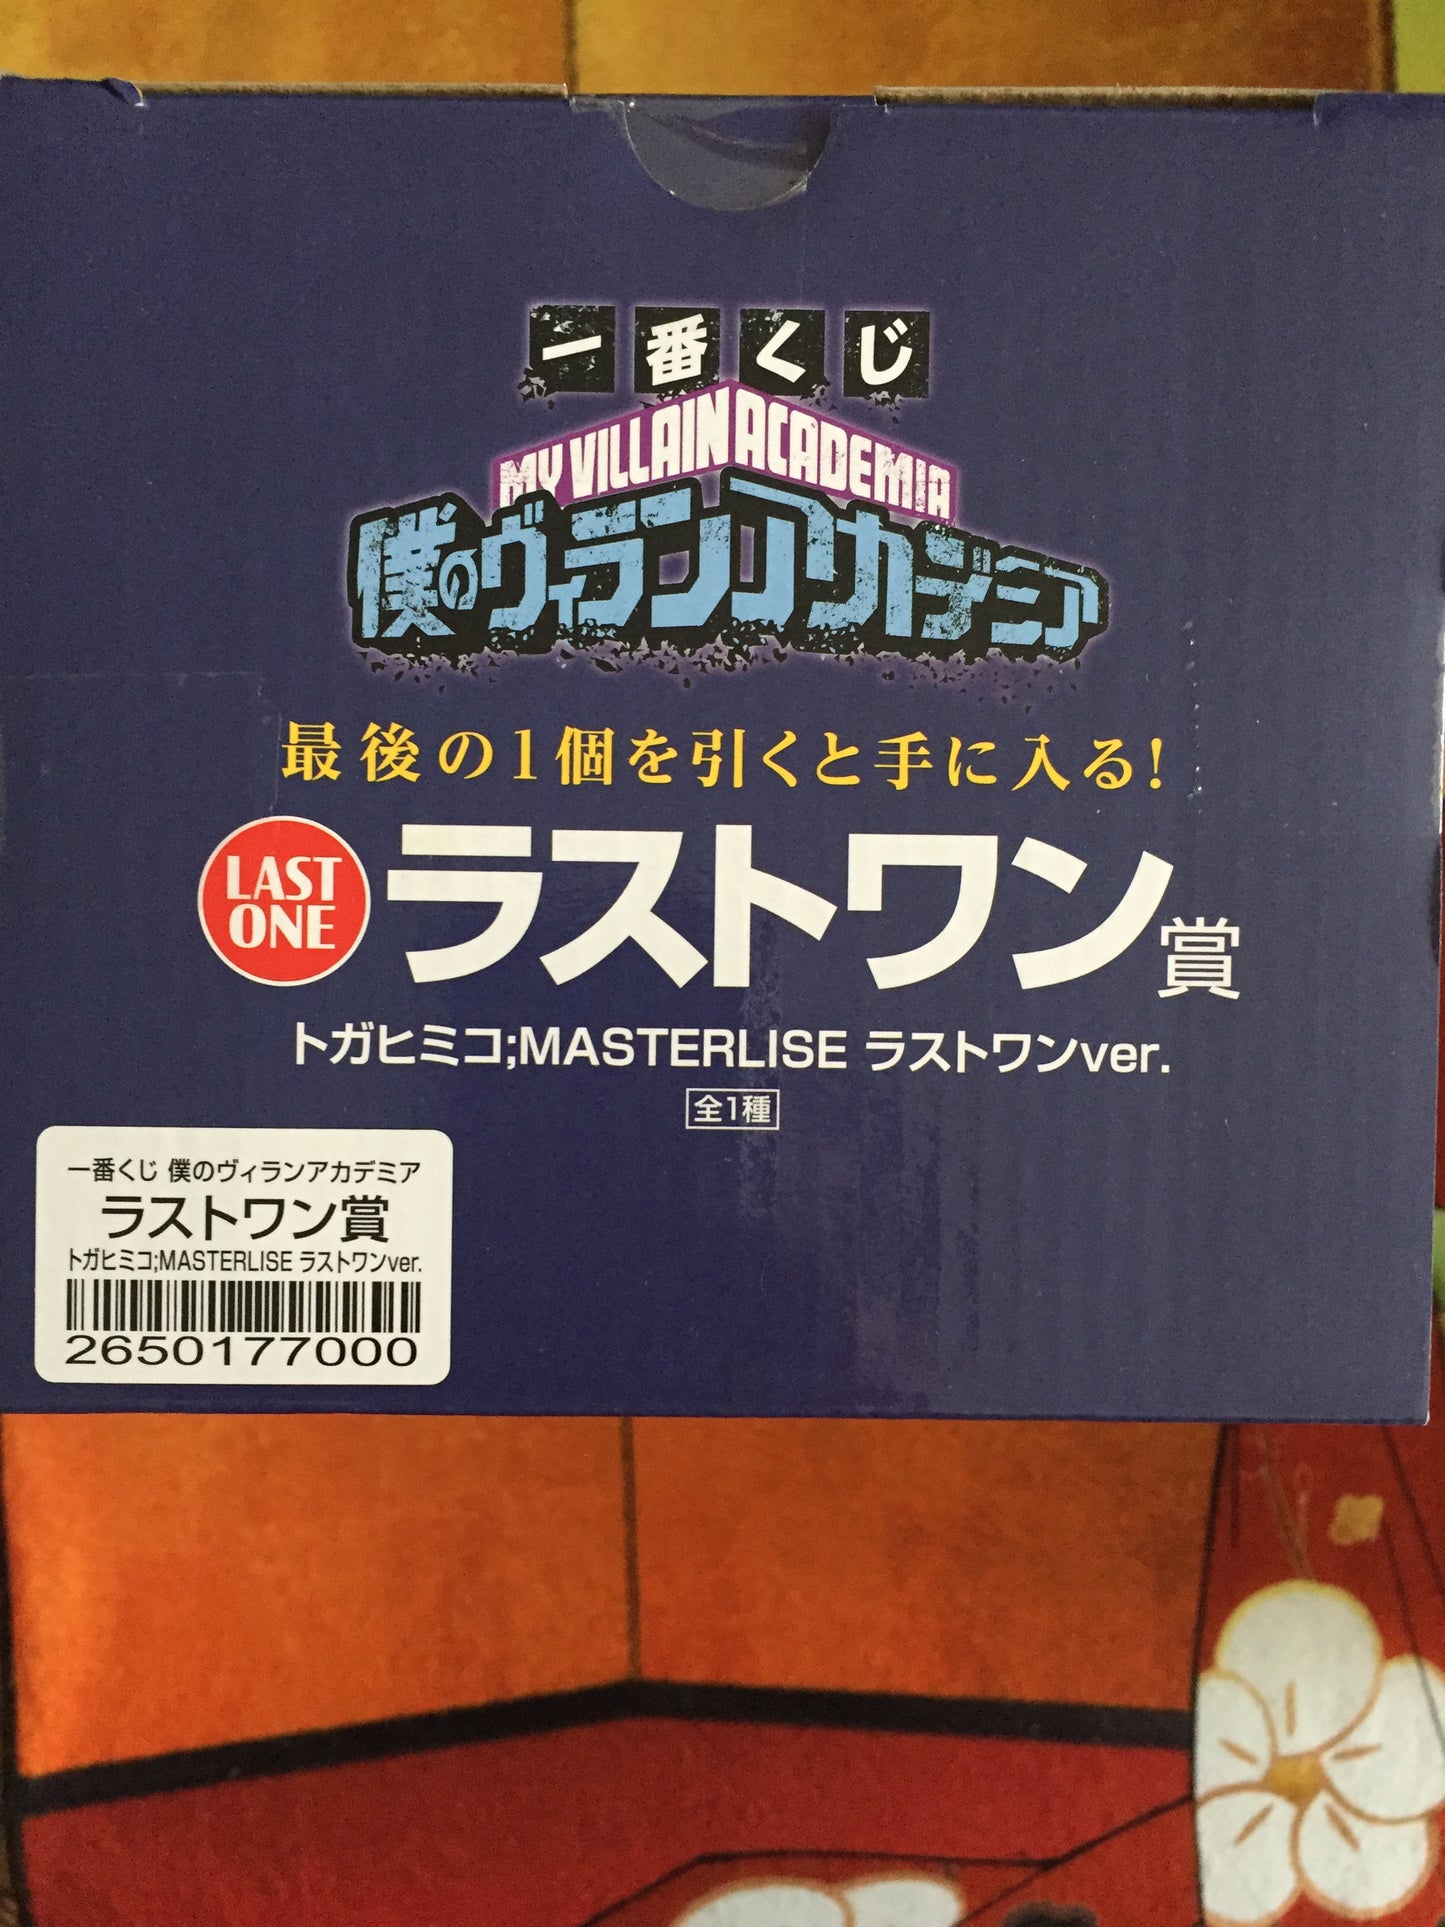 一番くじ
MY VILLAIN ACADEMIA
僕のヴィランアカデミア
最後の1個を引くと手に入る!
LAST
ONE
ラストワン賞
トガヒミコ;MASTERLISE ラストワンver.
全1種
一番くじ 僕のヴィランアカデミア
ラストワン賞
トガヒミコ;MASTERLISE ラストワンver.
2650177000